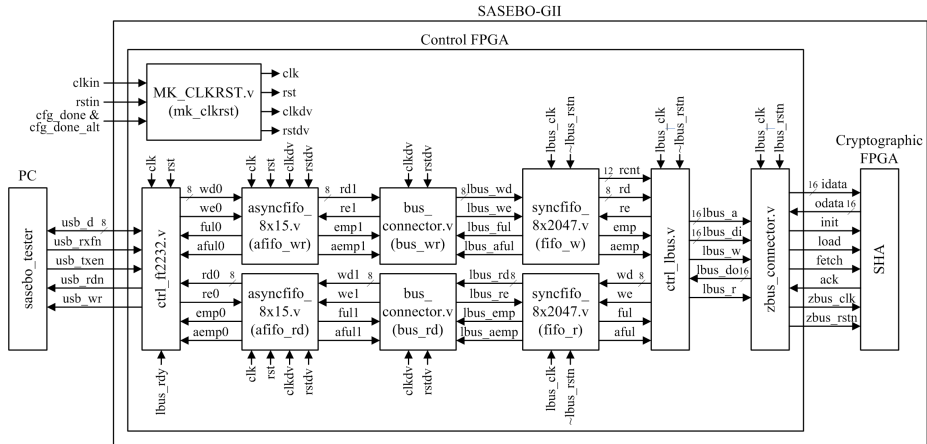 SASEBO-GII
Control FPGA
clkin
rstin
cfg_done &
cfg_done_alt
MK_CLKRST.v
(mk_clkrst)
clk
rst
clkdv
rstdv
PC
sasebo_tester
usb_d 8
usb_rxfn
usb_txen
usb_rdn
usb_wr
clk
rst
ctrl_ft2232.v
lbus_rdy
8 wd0
we0
ful0
aful0
rd0 8
re0
emp0
aemp0
clk
rst
clkdv
rstdv
asyncfifo_
8x15.v
(afifo_wr)
asyncfifo_
8x15.v
(afifo_rd)
clk
rst
clkdv
rstdv
8 rd1
re1
emp1
aemp1
wd1 8
we1
ful1
aful1
clkdv
rstdv
bus_
connector.v
(bus_wr)
bus_
connector.v
(bus_rd)
clkdv
rstdv
8 lbus_wd
lbus_we
lbus_ful
lbus_aful
lbus_rd 8
lbus_re
lbus_emp
lbus_aemp
lbus_clk
~lbus_rstn
syncfifo_
8x2047.v
(fifo_w)
syncfifo_
8x2047.v
(fifo_r)
lbus_clk
~lbus_rstn
12 rcnt
8 rd
re
emp
aemp
wd 8
we
ful
aful
lbus_clk
~lbus_rstn
ctrl_lbus.v
16 lbus_a
16 lbus_di
lbus_w
lbus_do 16
lbus_r
lbus_clk
lbus_rstn
zbus_connector.v
16 idata
odata 16
init
load
fetch
ack
zbus_clk
zbus_rstn
Cryptographic
FPGA
SHA